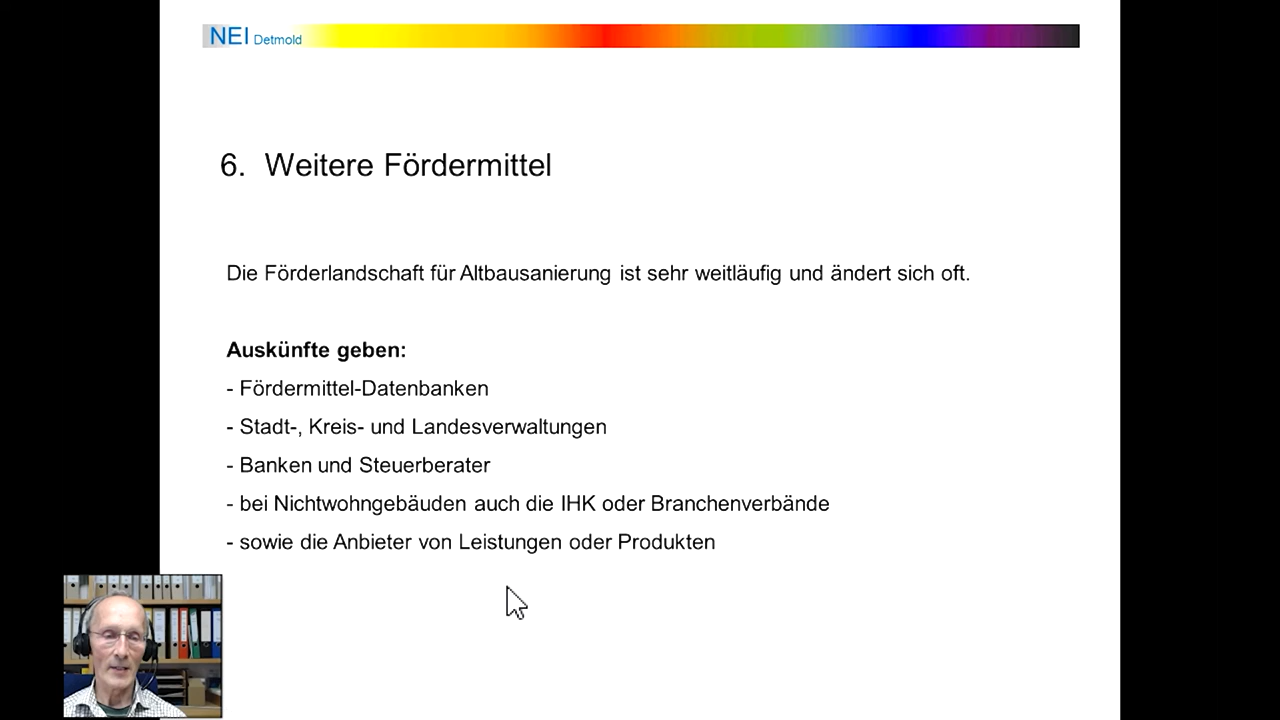 NEI Detmold
6. Weitere Fördermittel
Die Förderlandschaft für Altbausanierung ist sehr weitläufig und ändert sich oft.
Auskünfte geben:
- Fördermittel-Datenbanken
- Stadt-, Kreis- und Landesverwaltungen
- Banken und Steuerberater
- bei Nichtwohngebäuden auch die IHK oder Branchenverbände
- sowie die Anbieter von Leistungen oder Produkten